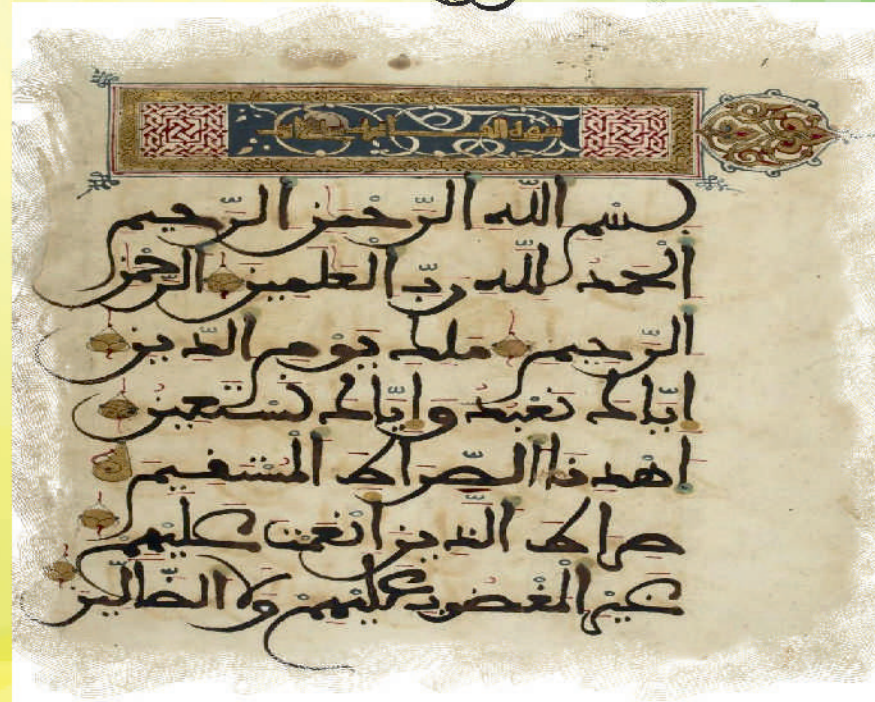 سورة الفاتحة
بسم الله الرحمن الرحيم
الحمد لله رب العلمين الرحمن
الرحيم ملك يوم الدين
اياك نعبد واياك نستعين
اهدنا الصراط المستقيم
صراط الذين أنعمت عليهم
غير المغضوب عليهم ولا الضالين